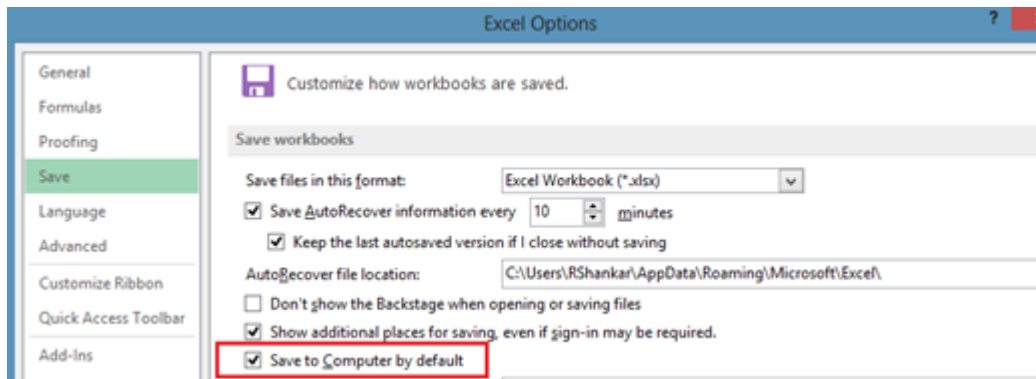 Excel Options
?
General
Formulas
Proofing
Save
Language
Advanced
Customize Ribbon
Quick Access Toolbar
Add-Ins
Customize how workbooks are saved.
Save workbooks
Save files in this format: Excel Workbook (*.xlsx)
Save AutoRecover information every 10 minutes
Keep the last autosaved version if I close without saving
AutoRecover file location: C:\Users\RShankar\AppData\Roaming\Microsoft\Excel\
Don't show the Backstage when opening or saving files
Show additional places for saving, even if sign-in may be required.
Save to Computer by default